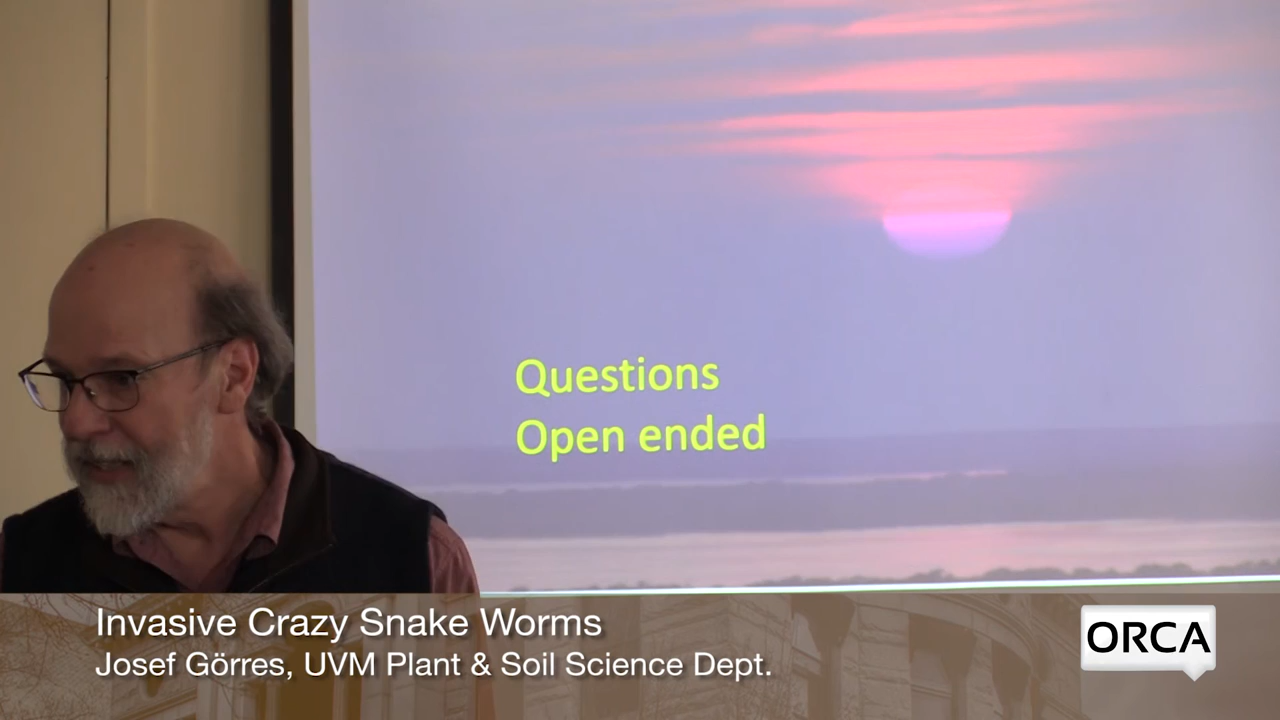 Questions
Open ended
Invasive Crazy Snake Worms
Josef Görres, UVM Plant & Soil Science Dept.
ORCA